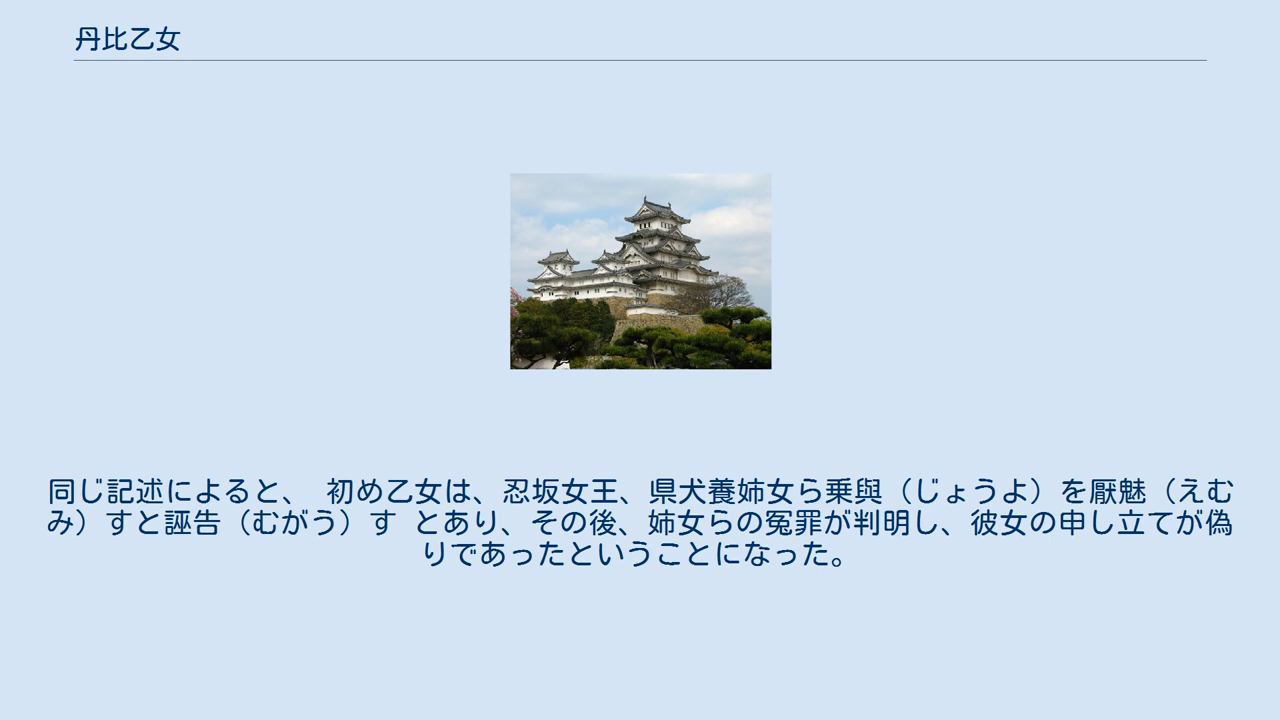 丹比乙女
同じ記述によると、 初め乙女は、忍坂女王、県犬養姉女ら乗與（じょうよ）を厭魅（えむ
み）すと誣告（むがう）す とあり、その後、姉女らの冤罪が判明し、彼女の申し立てが偽
りであったということになった。